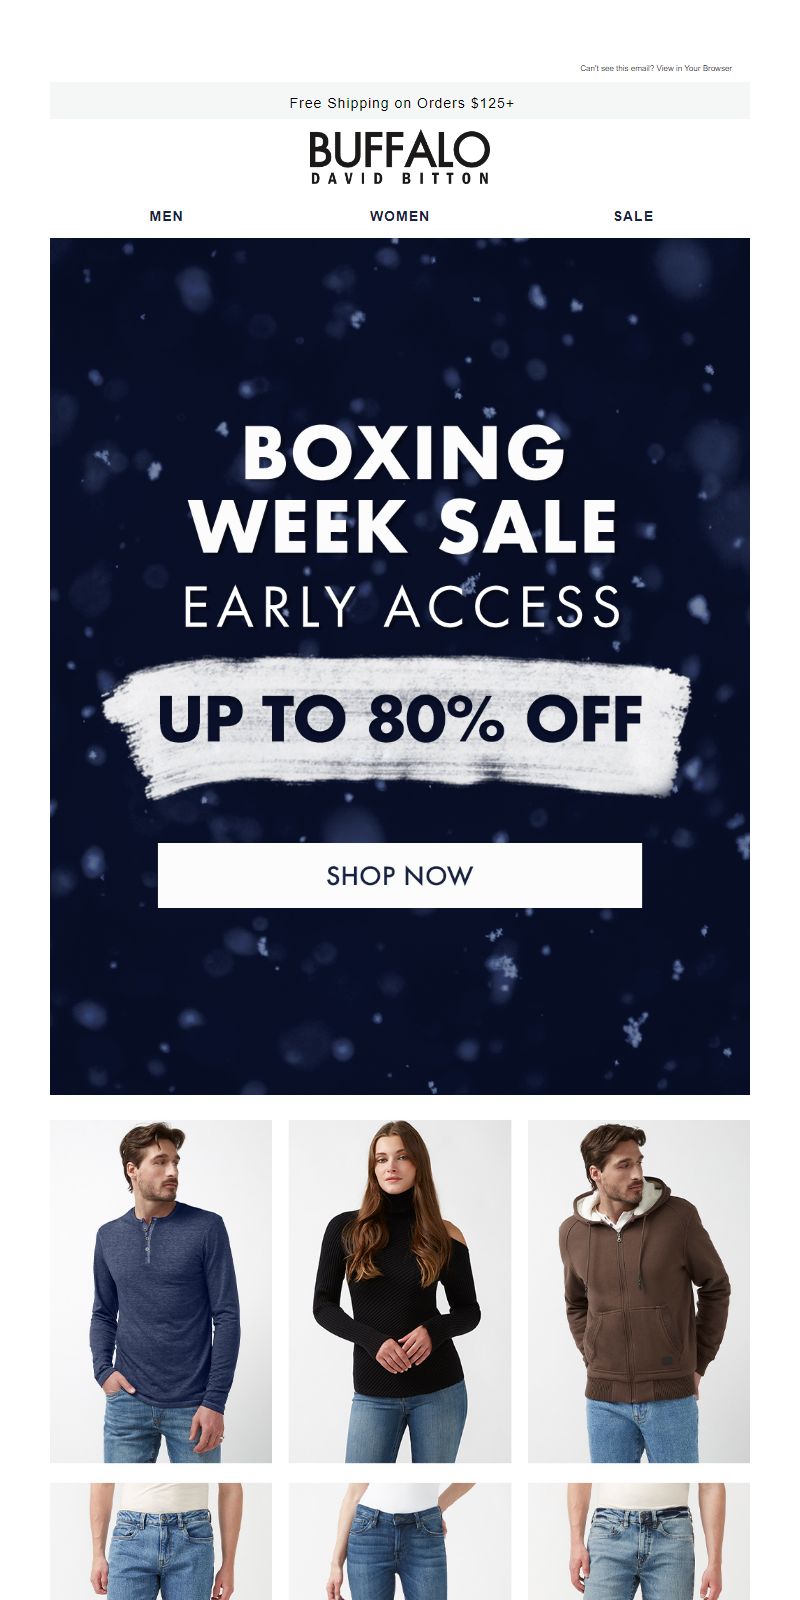 Can't see this email? View in Your Browser
Free Shipping on Orders $125+
BUFFALO
DAVID BITTON
MEN WOMEN SALE
BOXING
WEEK SALE
EARLY ACCESS
UP TO 80% OFF
SHOP NOW